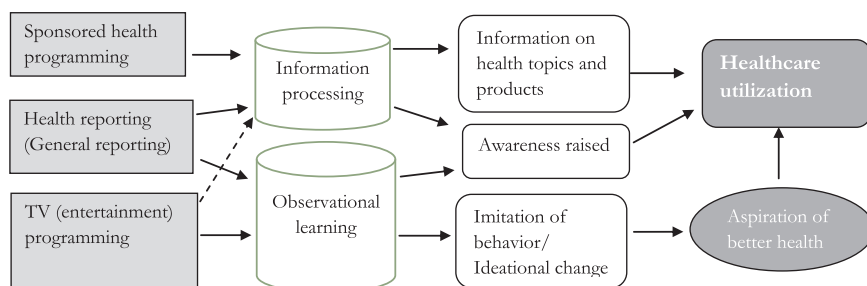 Sponsored health
programming
Health reporting
(General reporting)
TV (entertainment)
programming
Information
processing
Observational
learning
Information on
health topics and
products
Awareness raised
Imitation of
behavior/
Ideational change
Healthcare
utilization
Aspiration of
better health